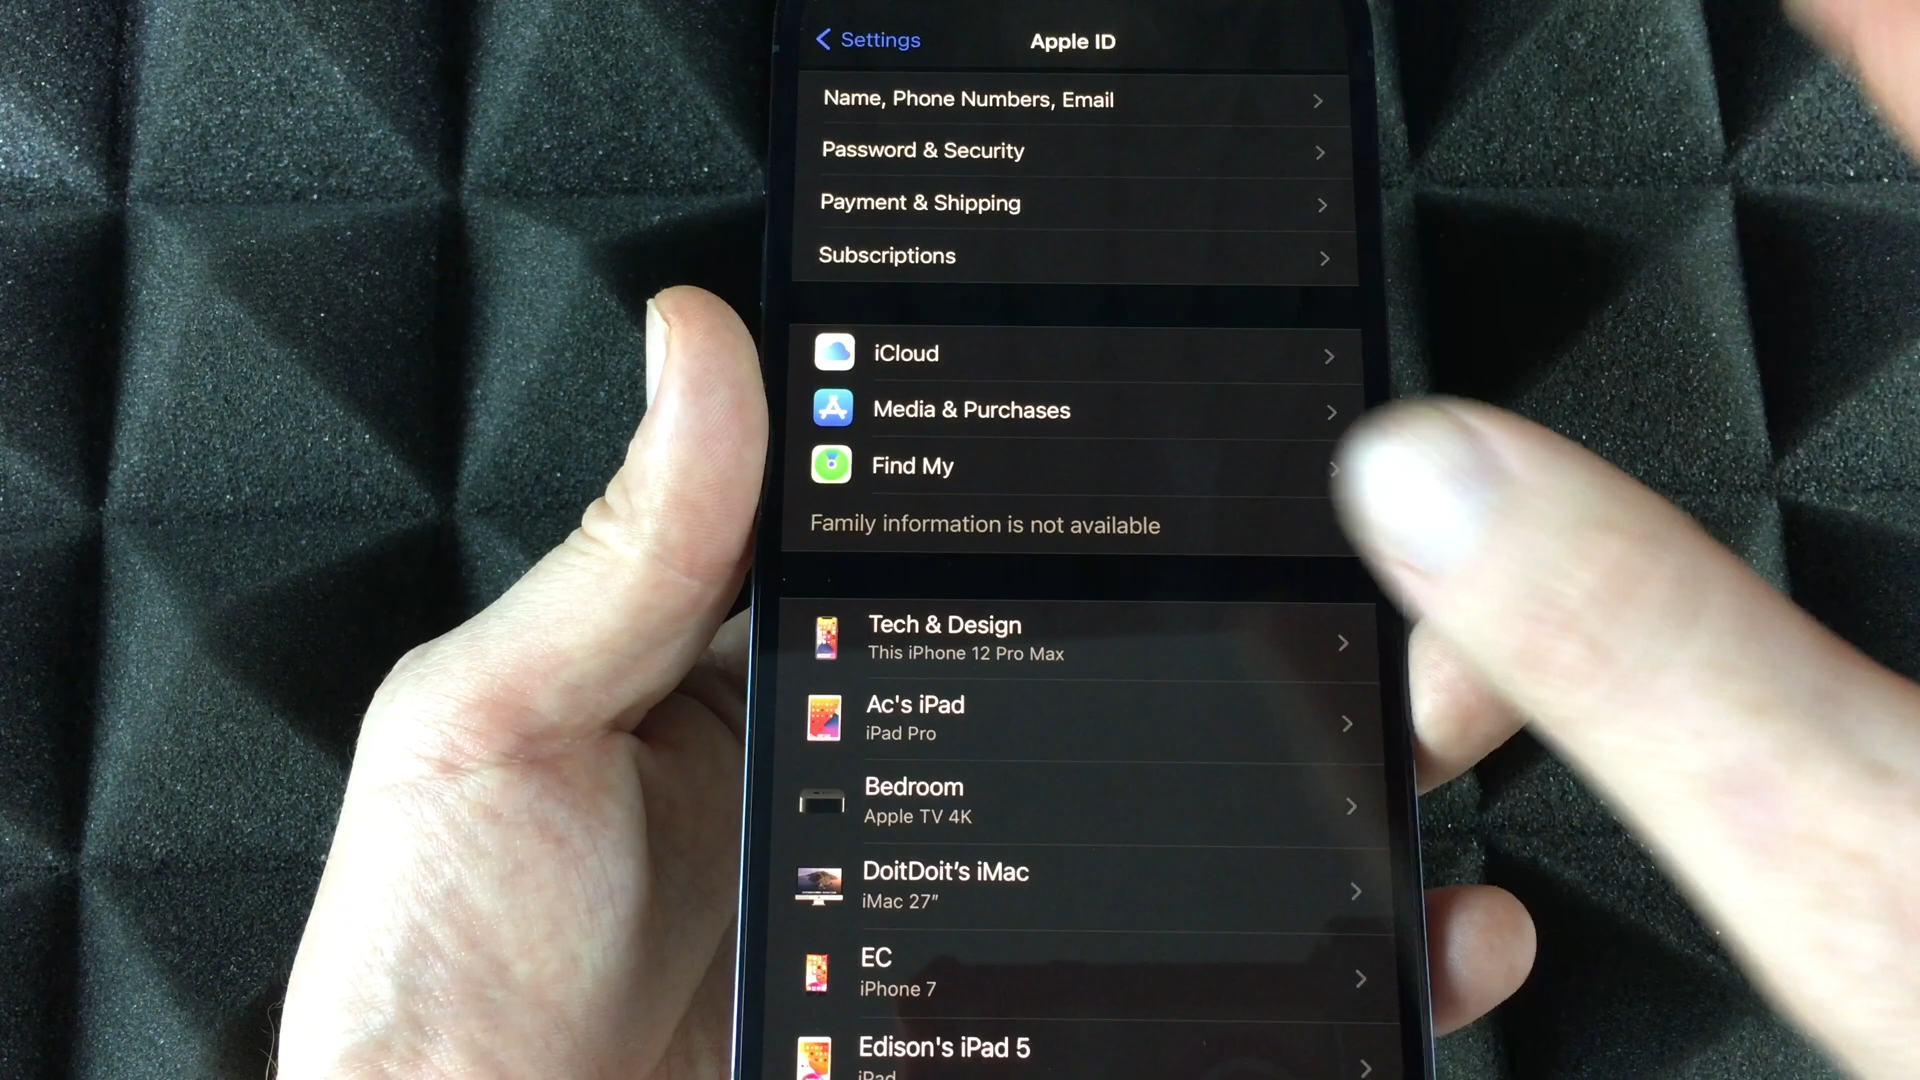 Settings
Apple ID
Name, Phone Numbers, Email
Password & Security
Payment & Shipping
Subscriptions
iCloud
Media & Purchases
Find My
Family information is not available
Tech & Design
This iPhone 12 Pro Max
Ac's iPad
iPad Pro
Bedroom
Apple TV 4K
DoitDoit’s iMac
iMac 27”
EC
iPhone 7
Edison's iPad 5
iPad